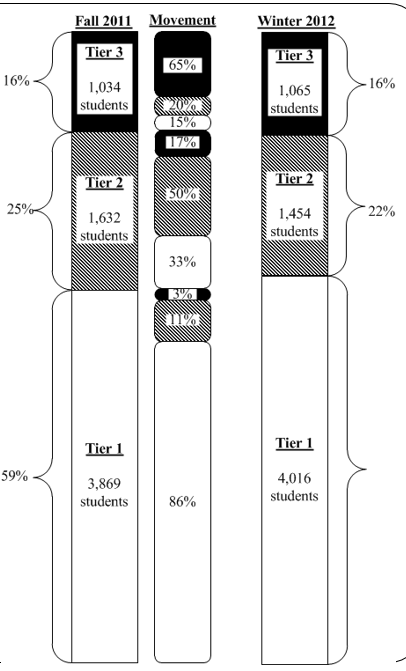 Fall 2011 Movement Winter 2012
Tier 3
1,034
students
16%
65%
20%
15%
Tier 3
1,065
students
16%
Tier 2
1,632
students
25%
17%
50%
33%
Tier 2
1,454
students
22%
Tier 1
3,869
students
59%
3%
11%
86%
Tier 1
4,016
students